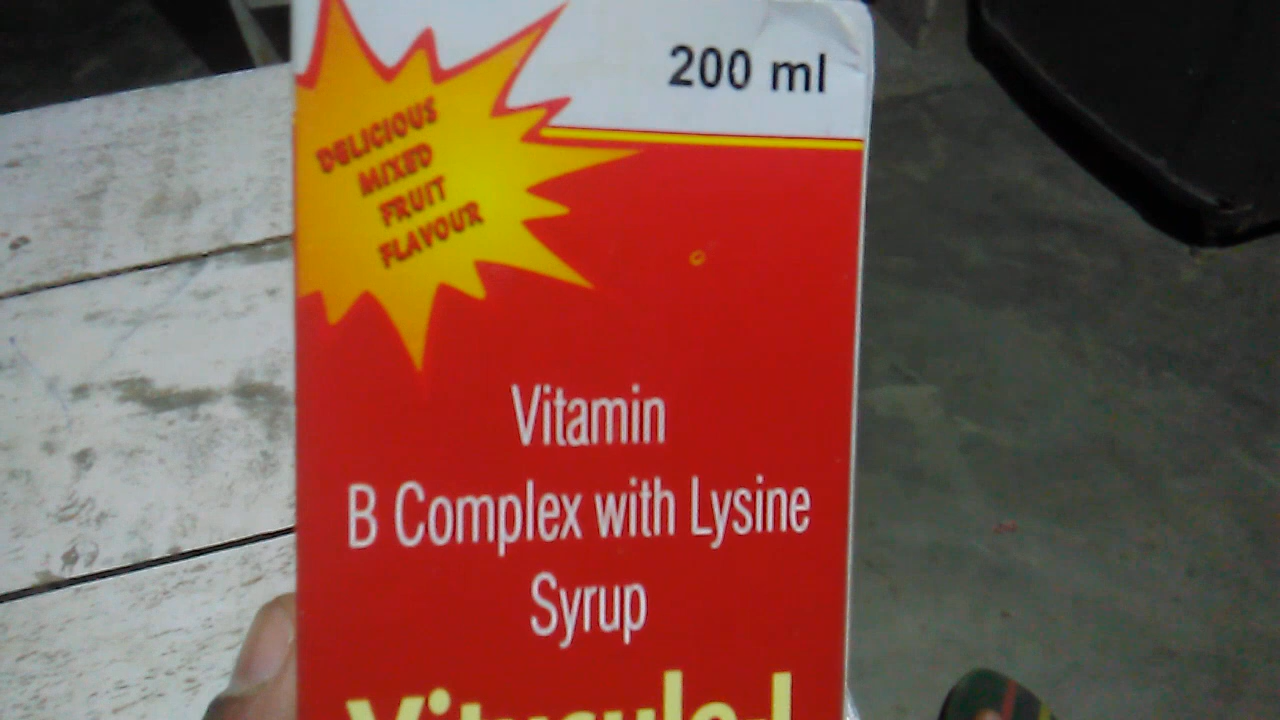 200 ml
DELICIOUS
MIXED
FRUIT
FLAVOUR
Vitamin
B Complex with Lysine
Syrup